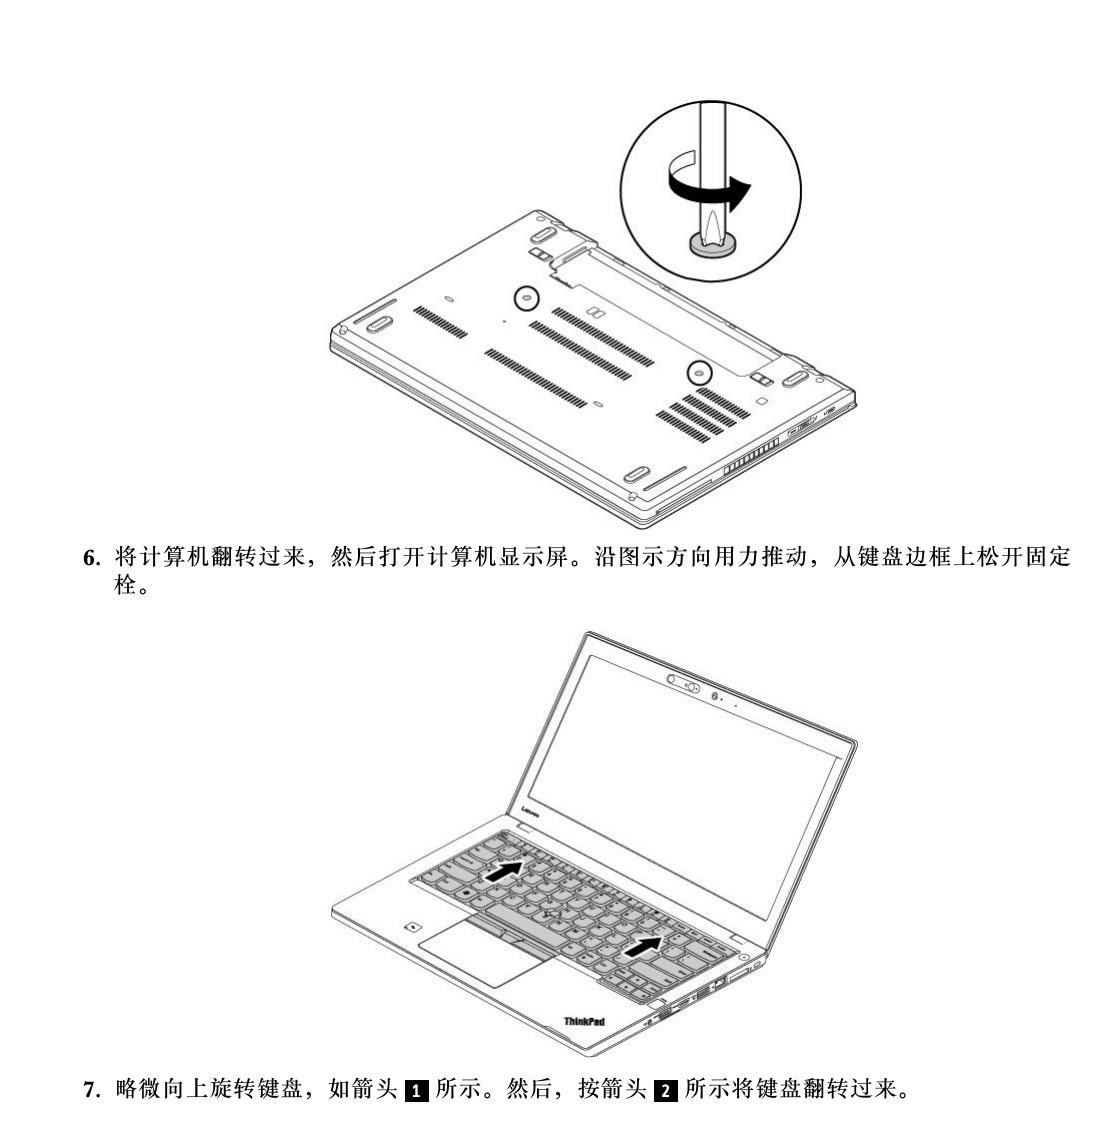 6. 将计算机翻转过来，然后打开计算机显示屏。沿图示方向用力推动，从键盘边框上松开固定
栓。
Lenovo
ThinkPad
7. 略微向上旋转键盘，如箭头 1 所示。然后，按箭头 2 所示将键盘翻转过来。